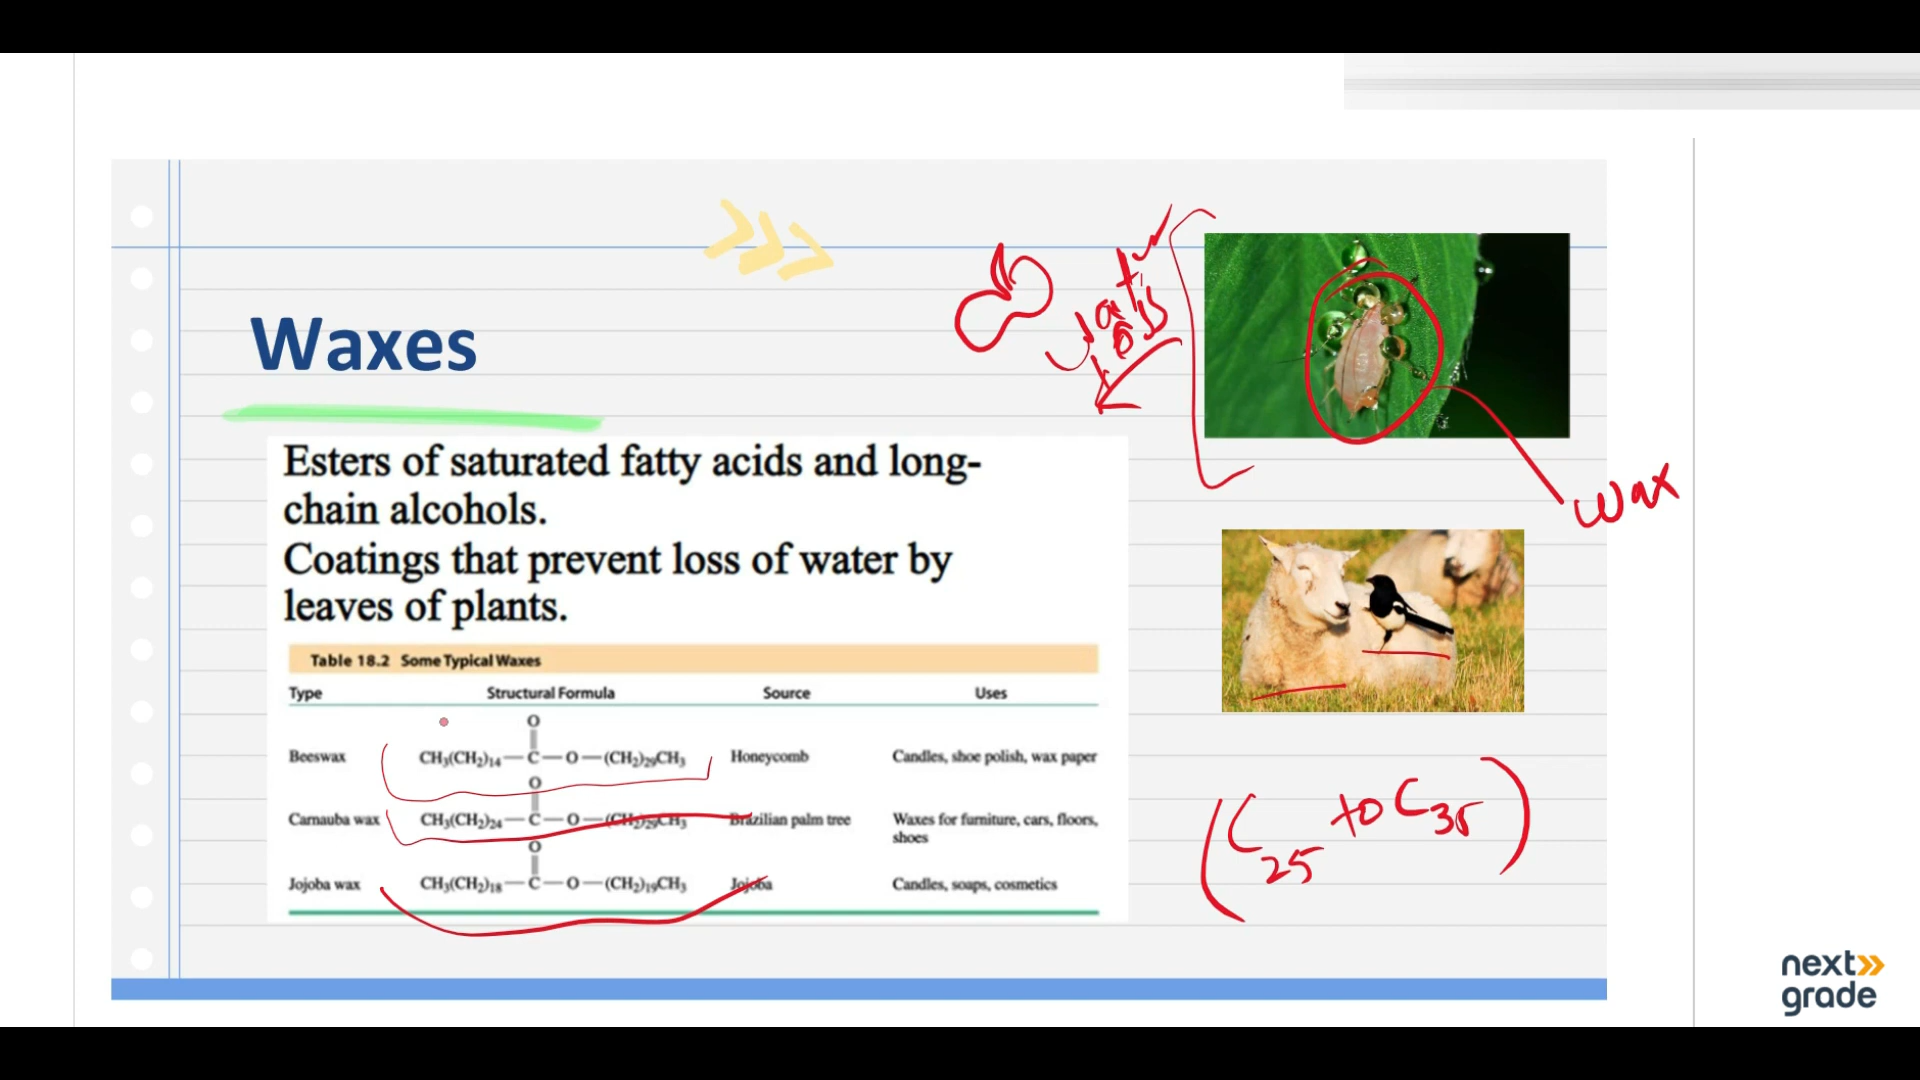 Waxes
Esters of saturated fatty acids and long-
chain alcohols.
Coatings that prevent loss of water by
leaves of plants.
Table 18.2 Some Typical Waxes
Type Structural Formula Source Uses
O
Beeswax CH₃(CH₂)₁₄—C—O—(CH₂)₂₉CH₃ Honeycomb Candles, shoe polish, wax paper
O
Carnauba wax CH₃(CH₂)₂₄—C—O—(CH₂)₂₉CH₃ Brazilian palm tree Waxes for furniture, cars, floors,
shoes
O
Jojoba wax CH₃(CH₂)₁₈—C—O—(CH₂)₁₉CH₃ Jojoba Candles, soaps, cosmetics
wax
(C₂₅ to C₃₅)
next
grade